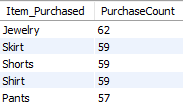 Item_Purchased PurchaseCount
Jewelry 62
Skirt 59
Shorts 59
Shirt 59
Pants 57